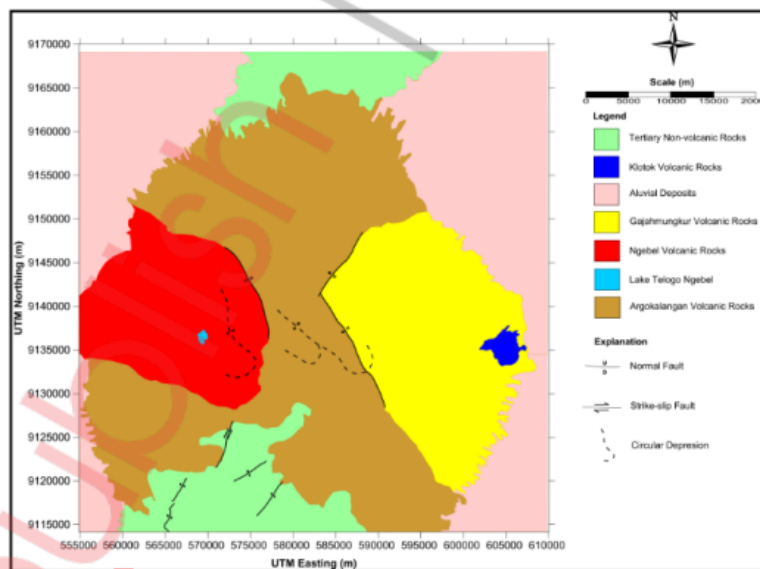 N
Scale (m)
0 5000 10000 15000 2000
Legend
Tertiary Non-volcanic Rocks
Klotok Volcanic Rocks
Aluvial Deposits
Gajahmungkur Volcanic Rocks
Ngebel Volcanic Rocks
Lake Telogo Ngebel
Argokalangan Volcanic Rocks
Explanation
U
D
Normal Fault
Strike-slip Fault
Circular Depresion
UTM Northing (m)
9170000
9165000
9160000
9155000
9150000
9145000
9140000
9135000
9130000
9125000
9120000
9115000
555000 560000 565000 570000 575000 580000 585000 590000 595000 600000 605000 610000
UTM Easting (m)